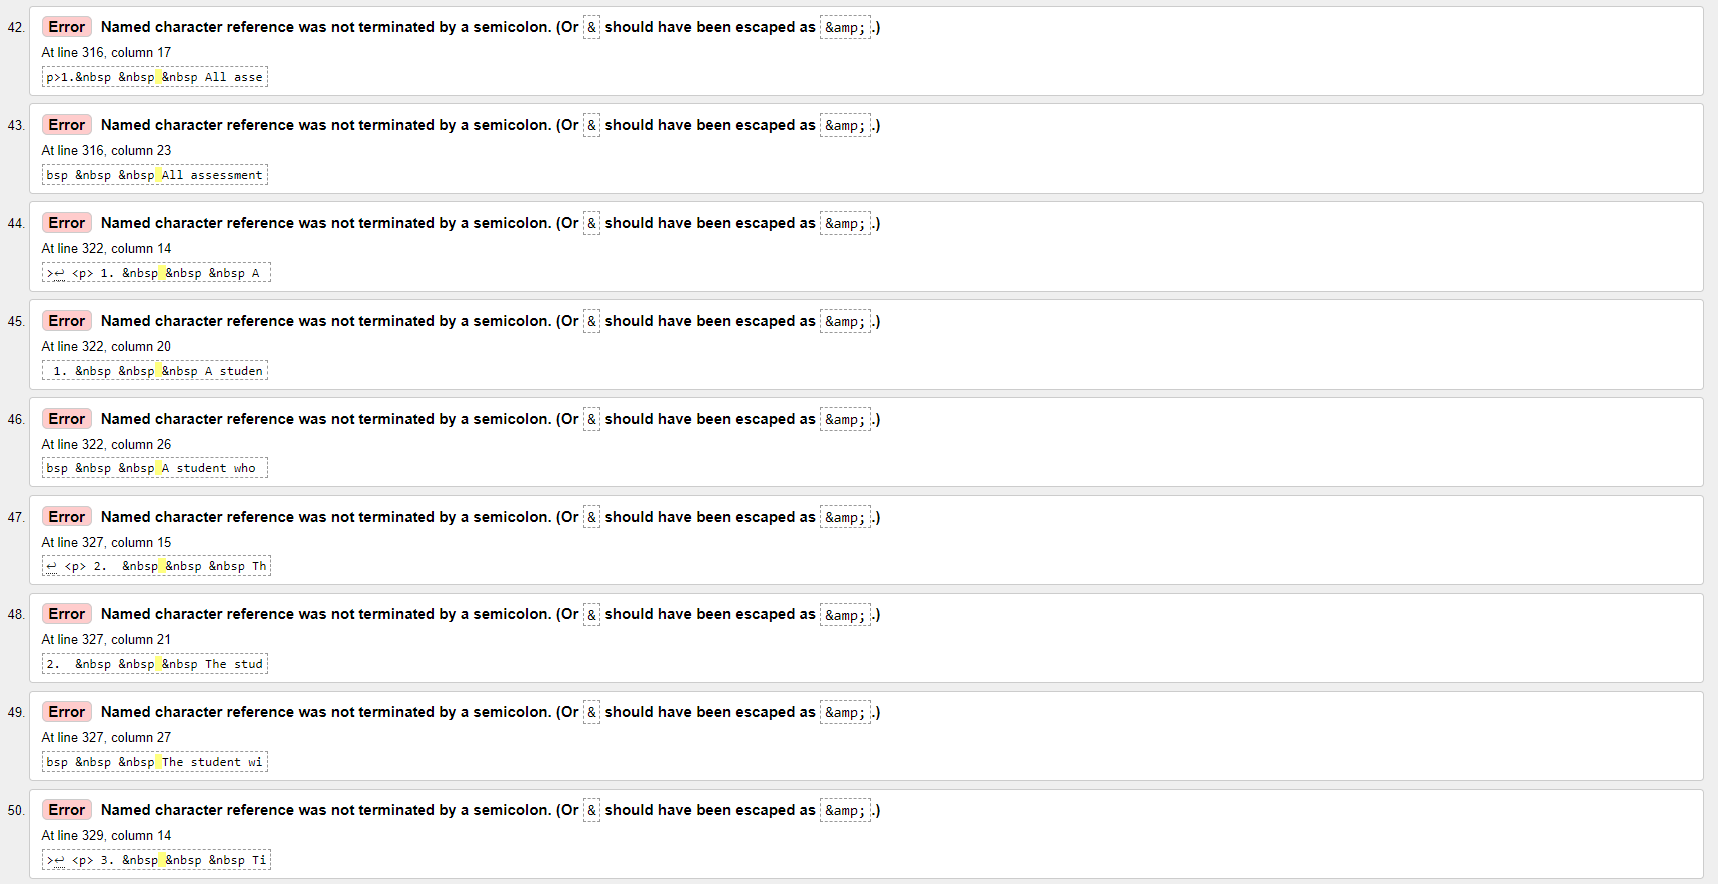 42. Error Named character reference was not terminated by a semicolon. (Or & should have been escaped as &amp;.)
At line 316, column 17
p>1.&nbsp &nbsp &nbsp All asse
43. Error Named character reference was not terminated by a semicolon. (Or & should have been escaped as &amp;.)
At line 316, column 23
bsp &nbsp &nbsp All assessment
44. Error Named character reference was not terminated by a semicolon. (Or & should have been escaped as &amp;.)
At line 322, column 14
>↩ <p> 1. &nbsp &nbsp &nbsp A
45. Error Named character reference was not terminated by a semicolon. (Or & should have been escaped as &amp;.)
At line 322, column 20
1. &nbsp &nbsp &nbsp A studen
46. Error Named character reference was not terminated by a semicolon. (Or & should have been escaped as &amp;.)
At line 322, column 26
bsp &nbsp &nbsp A student who
47. Error Named character reference was not terminated by a semicolon. (Or & should have been escaped as &amp;.)
At line 327, column 15
↩ <p> 2.  &nbsp &nbsp &nbsp Th
48. Error Named character reference was not terminated by a semicolon. (Or & should have been escaped as &amp;.)
At line 327, column 21
2.  &nbsp &nbsp &nbsp The stud
49. Error Named character reference was not terminated by a semicolon. (Or & should have been escaped as &amp;.)
At line 327, column 27
bsp &nbsp &nbsp The student wi
50. Error Named character reference was not terminated by a semicolon. (Or & should have been escaped as &amp;.)
At line 329, column 14
>↩ <p> 3. &nbsp &nbsp &nbsp Ti